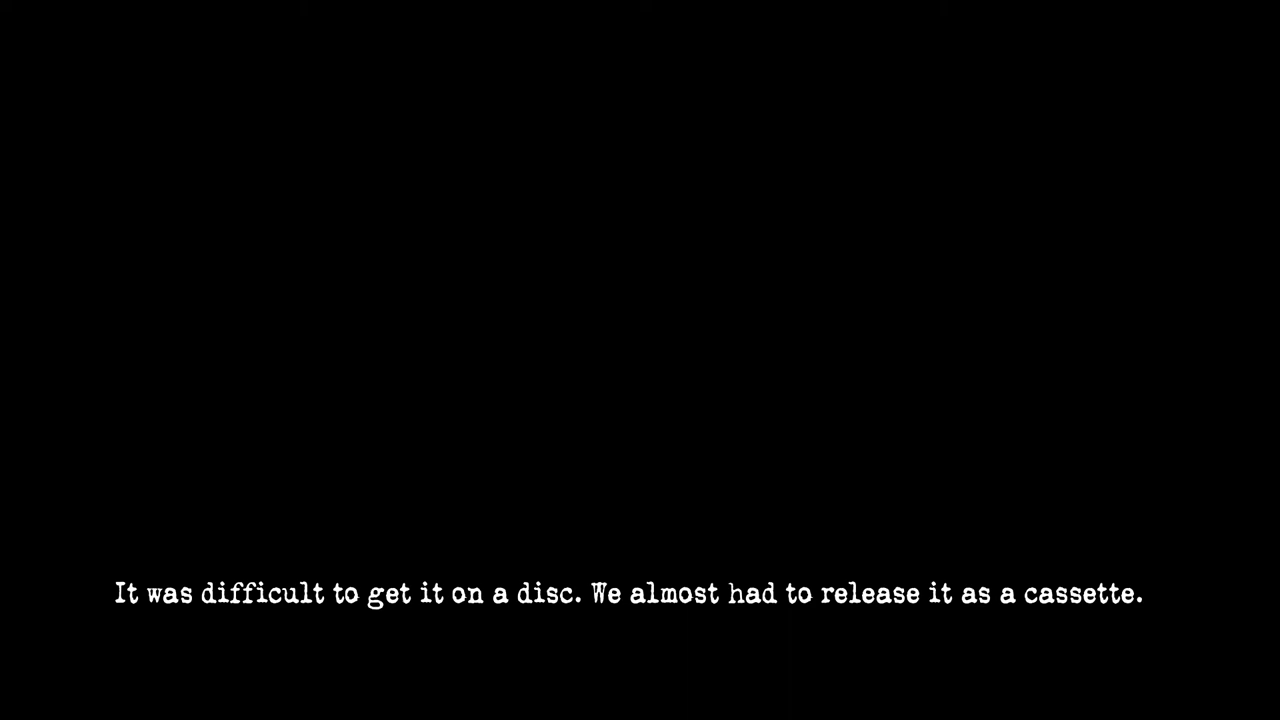 It was difficult to get it on a disc. We almost had to release it as a cassette.